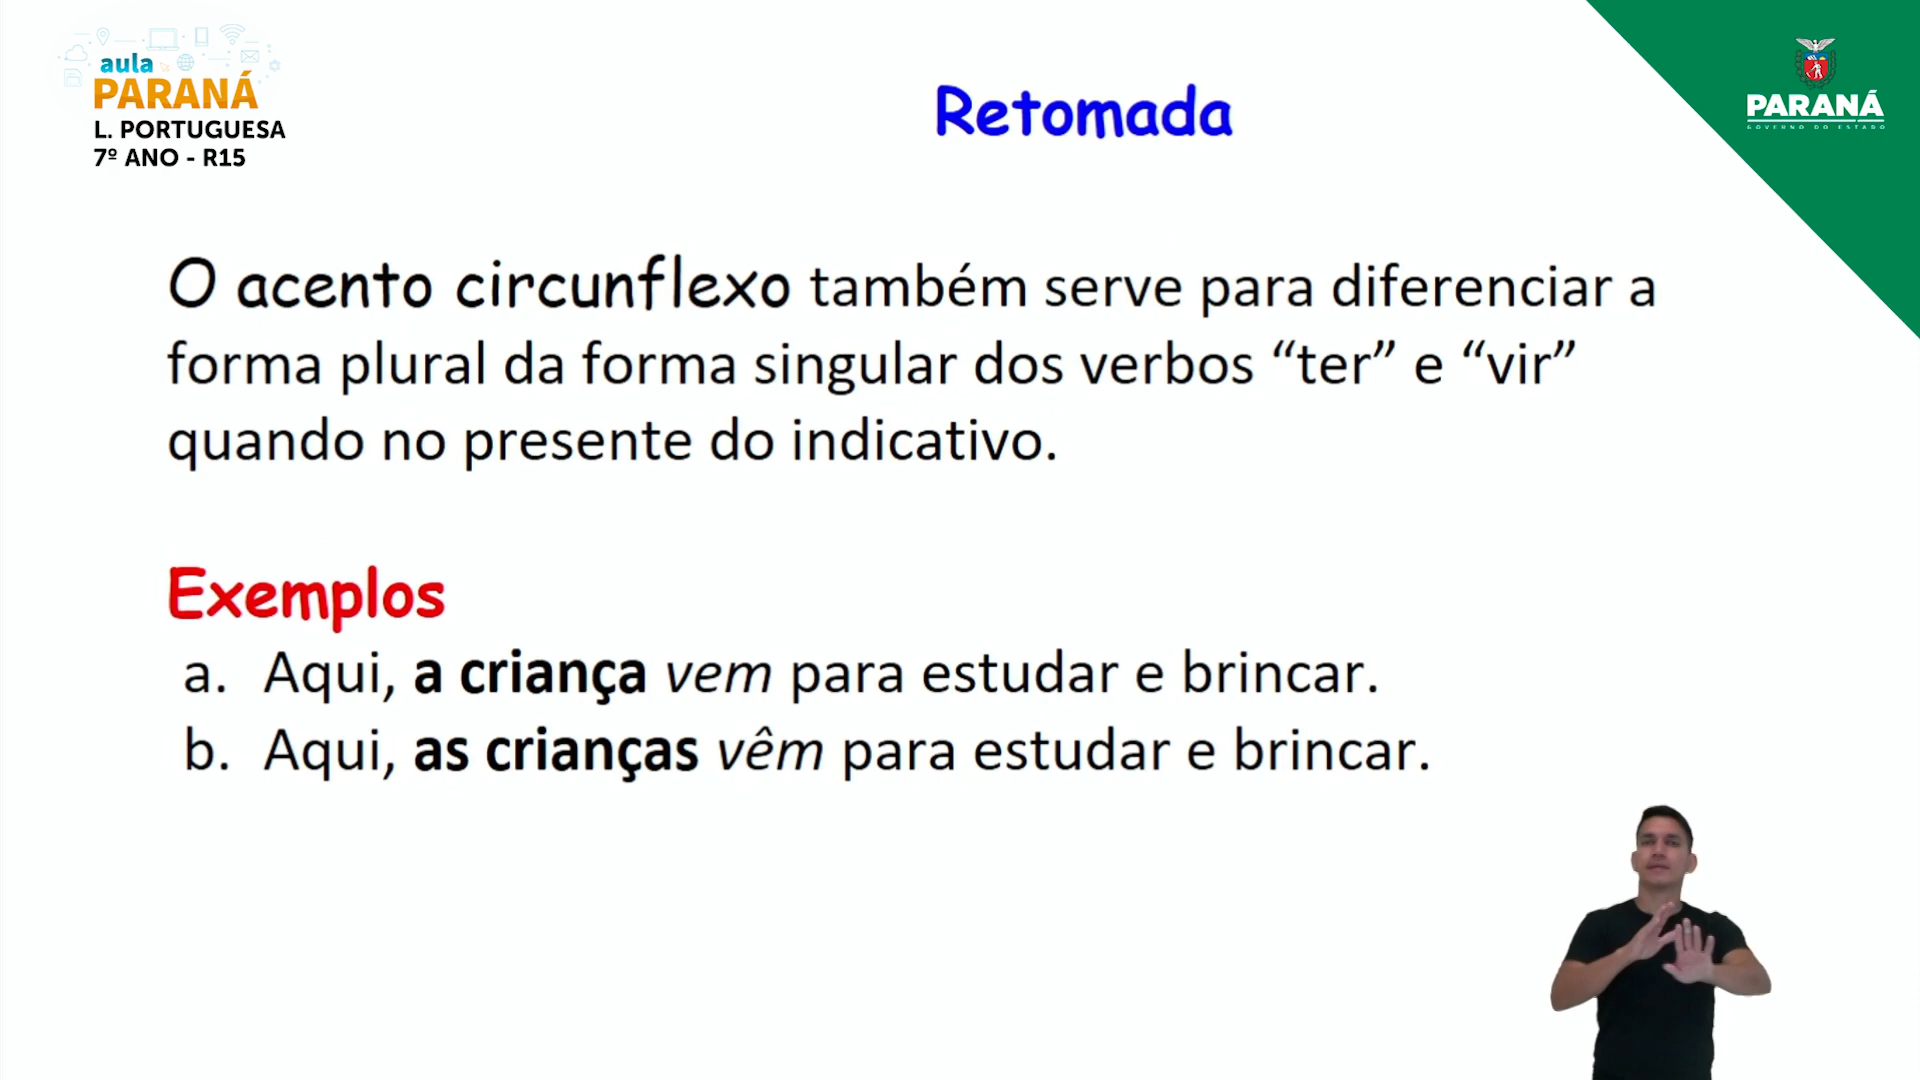 aula
PARANÁ
L. PORTUGUESA
7º ANO - R15
Retomada
PARANÁ
GOVERNO DO ESTADO
O acento circunflexo também serve para diferenciar a
forma plural da forma singular dos verbos “ter” e “vir”
quando no presente do indicativo.
Exemplos
a. Aqui, a criança vem para estudar e brincar.
b. Aqui, as crianças vêm para estudar e brincar.